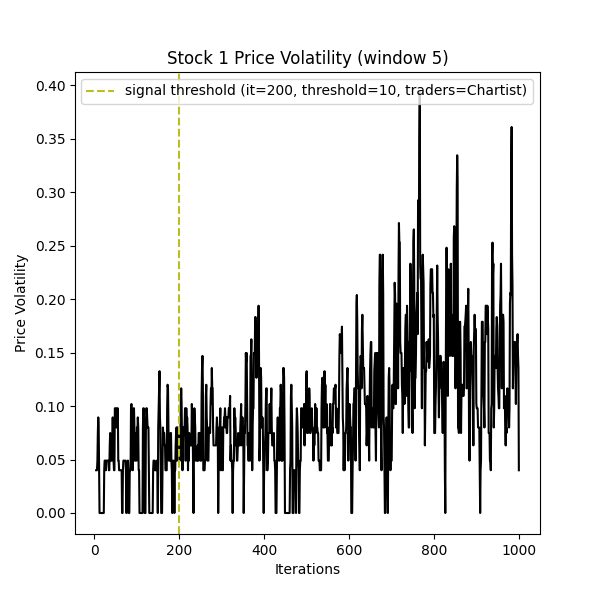 Stock 1 Price Volatility (window 5)
signal threshold (it=200, threshold=10, traders=Chartist)
Price Volatility
0.40
0.35
0.30
0.25
0.20
0.15
0.10
0.05
0.00
0 200 400 600 800 1000
Iterations